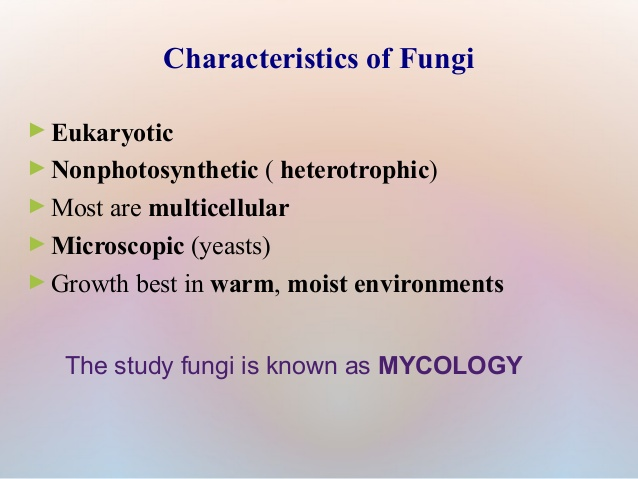 Characteristics of Fungi
► Eukaryotic
► Nonphotosynthetic ( heterotrophic)
► Most are multicellular
► Microscopic (yeasts)
► Growth best in warm, moist environments
The study fungi is known as MYCOLOGY